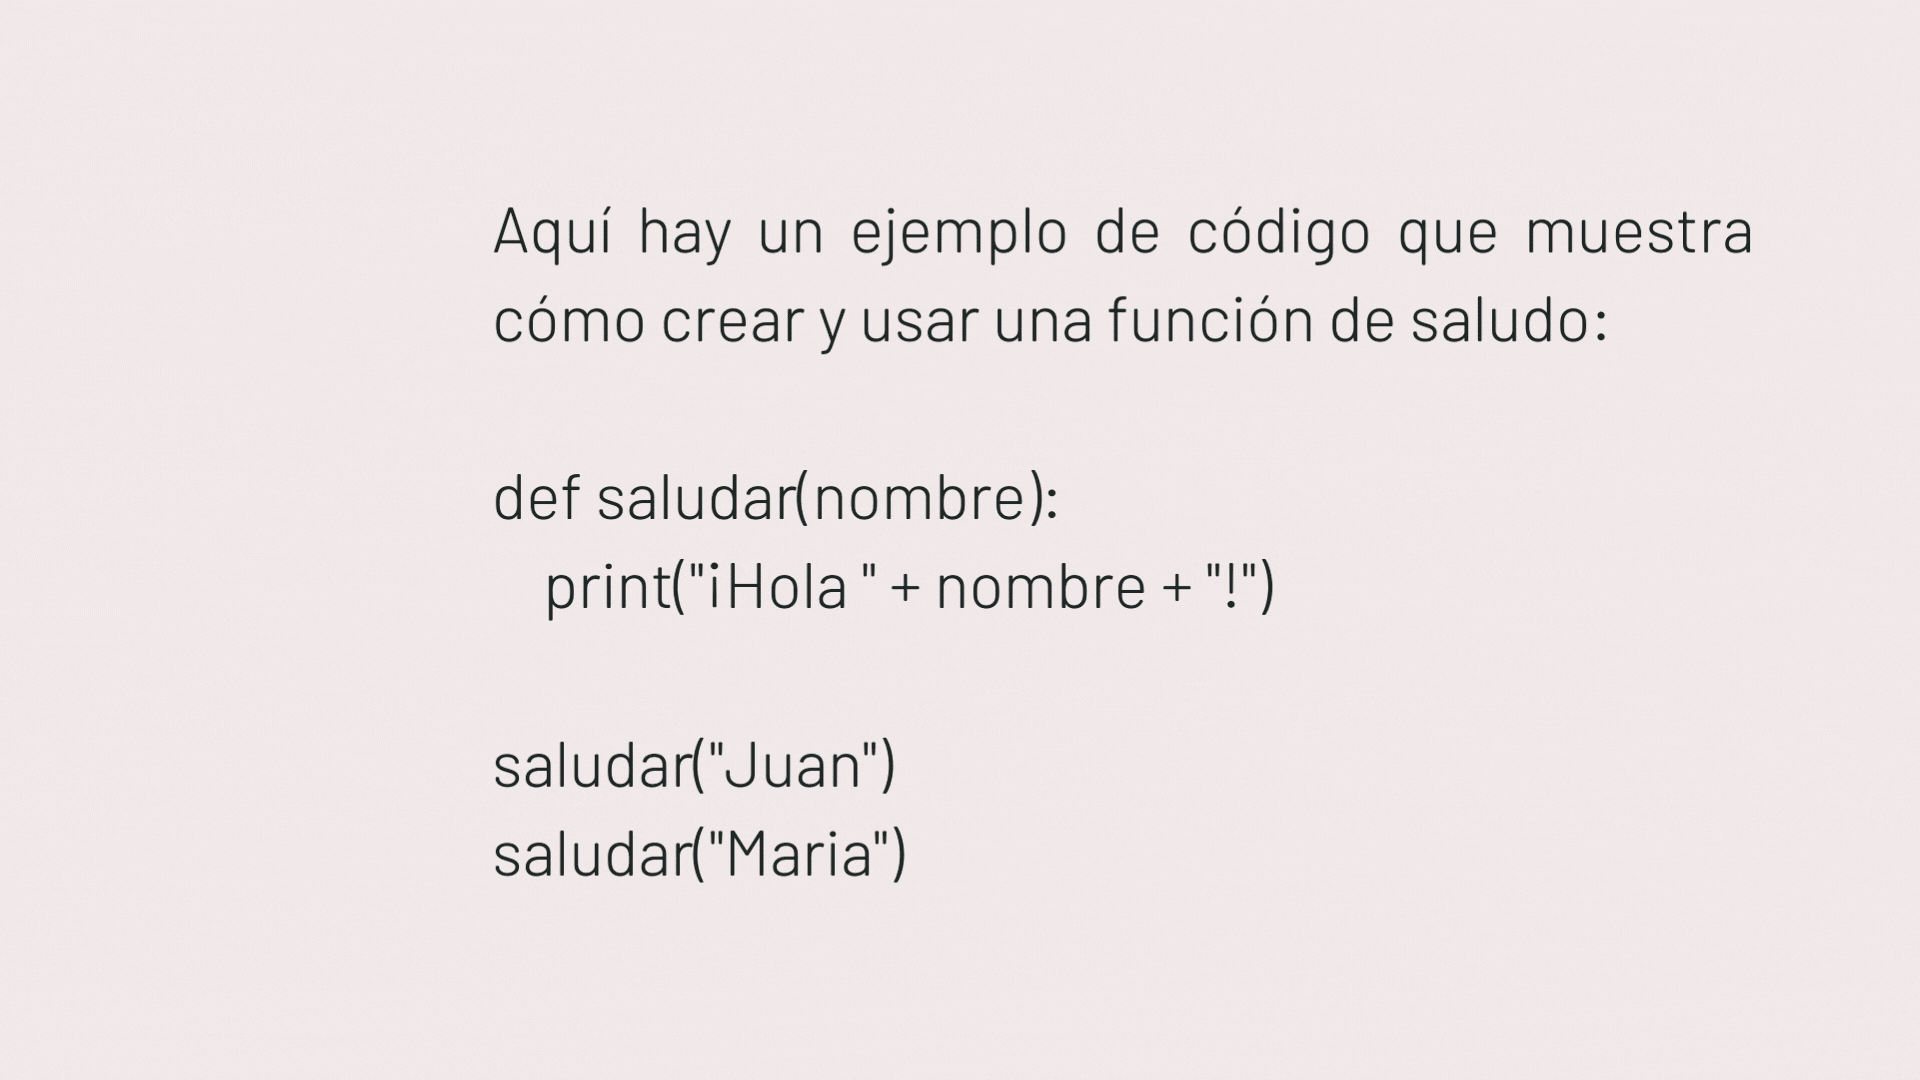 Aquí hay un ejemplo de código que muestra
cómo crear y usar una función de saludo:
def saludar(nombre):
    print("¡Hola " + nombre + "!")
saludar("Juan")
saludar("Maria")